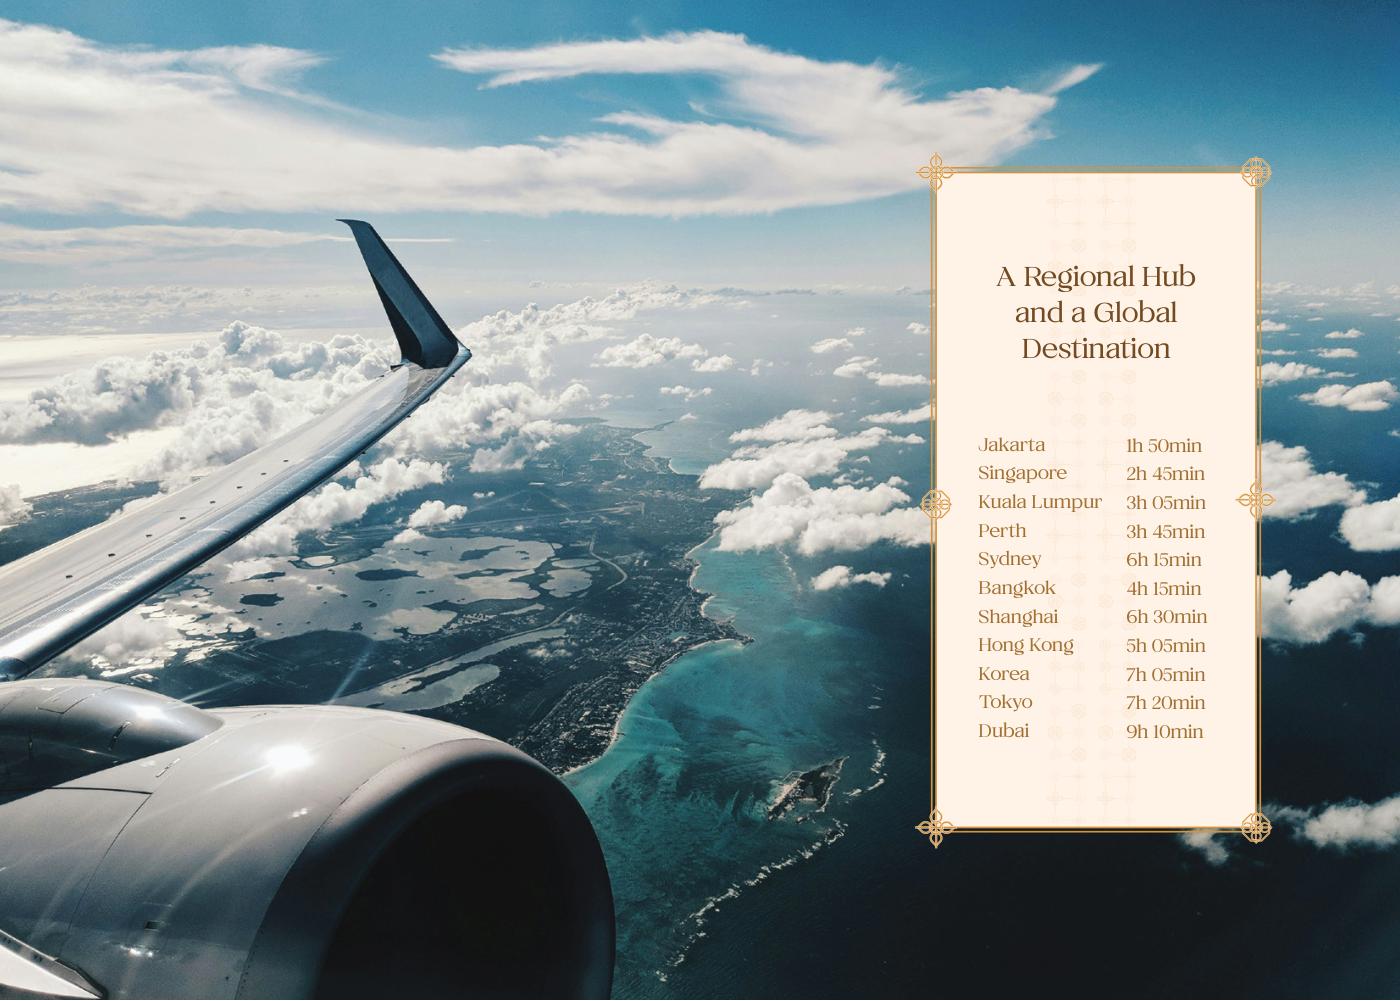 A Regional Hub
and a Global
Destination
Jakarta 1h 50min
Singapore 2h 45min
Kuala Lumpur 3h 05min
Perth 3h 45min
Sydney 6h 15min
Bangkok 4h 15min
Shanghai 6h 30min
Hong Kong 5h 05min
Korea 7h 05min
Tokyo 7h 20min
Dubai 9h 10min